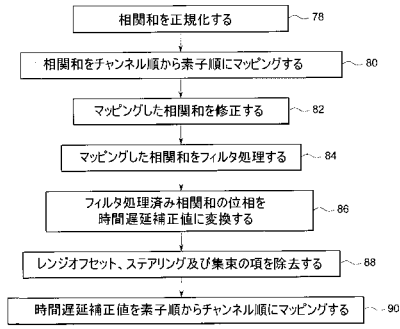 相関和を正規化する
78
相関和をチャンネル順から素子順にマッピングする
80
マッピングした相関和を修正する
82
マッピングした相関和をフィルタ処理する
84
フィルタ処理済み相関和の位相を
時間遅延補正値に変換する
86
レンジオフセット、ステアリング及び集束の項を除去する
88
時間遅延補正値を素子順からチャンネル順にマッピングする
90